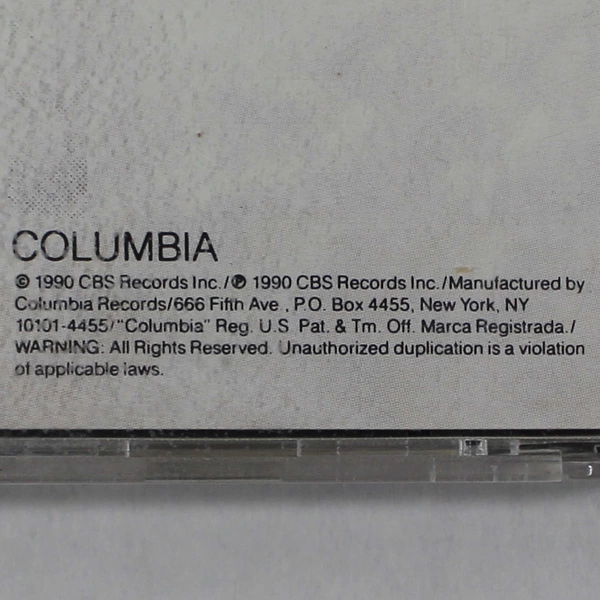 COLUMBIA
© 1990 CBS Records Inc./℗ 1990 CBS Records Inc./Manufactured by
Columbia Records/666 Fifth Ave., P.O. Box 4455, New York, NY
10101-4455/"Columbia" Reg. U.S. Pat. & Tm. Off. Marca Registrada./
WARNING: All Rights Reserved. Unauthorized duplication is a violation
of applicable laws.